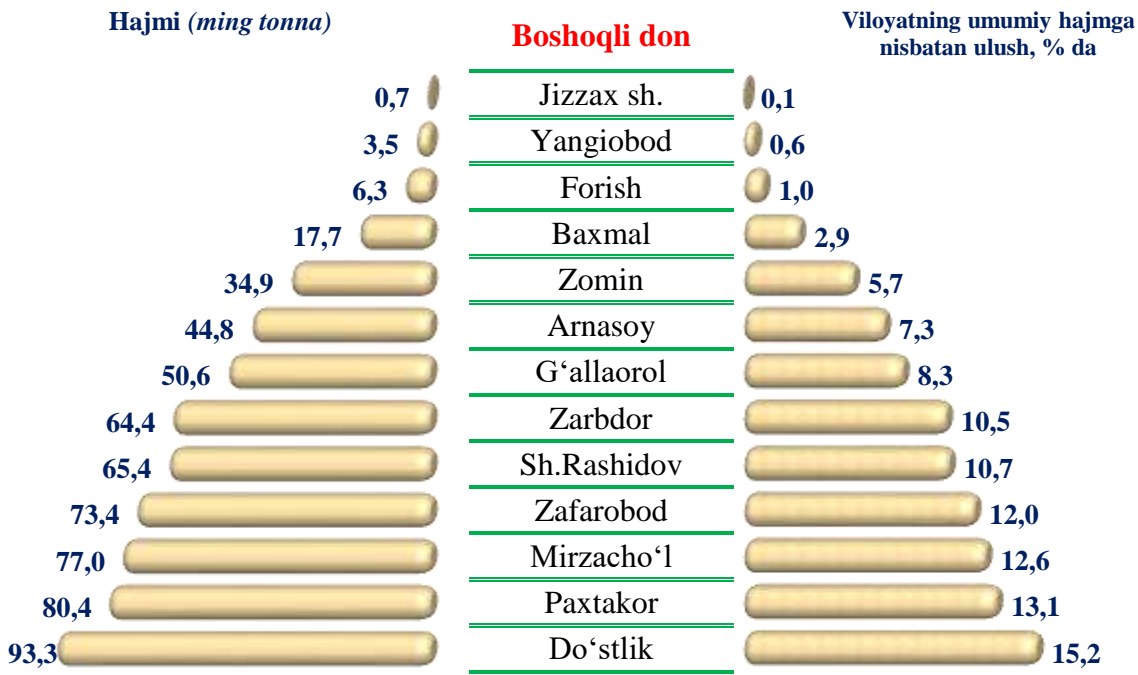 Hajmi (ming tonna)
Boshoqli don
Viloyatning umumiy hajmga
nisbatan ulush, % da
0,7 Jizzax sh. 0,1
3,5 Yangiobod 0,6
6,3 Forish 1,0
17,7 Baxmal 2,9
34,9 Zomin 5,7
44,8 Arnasoy 7,3
50,6 G‘allaorol 8,3
64,4 Zarbdor 10,5
65,4 Sh.Rashidov 10,7
73,4 Zafarobod 12,0
77,0 Mirzacho‘l 12,6
80,4 Paxtakor 13,1
93,3 Do‘stlik 15,2